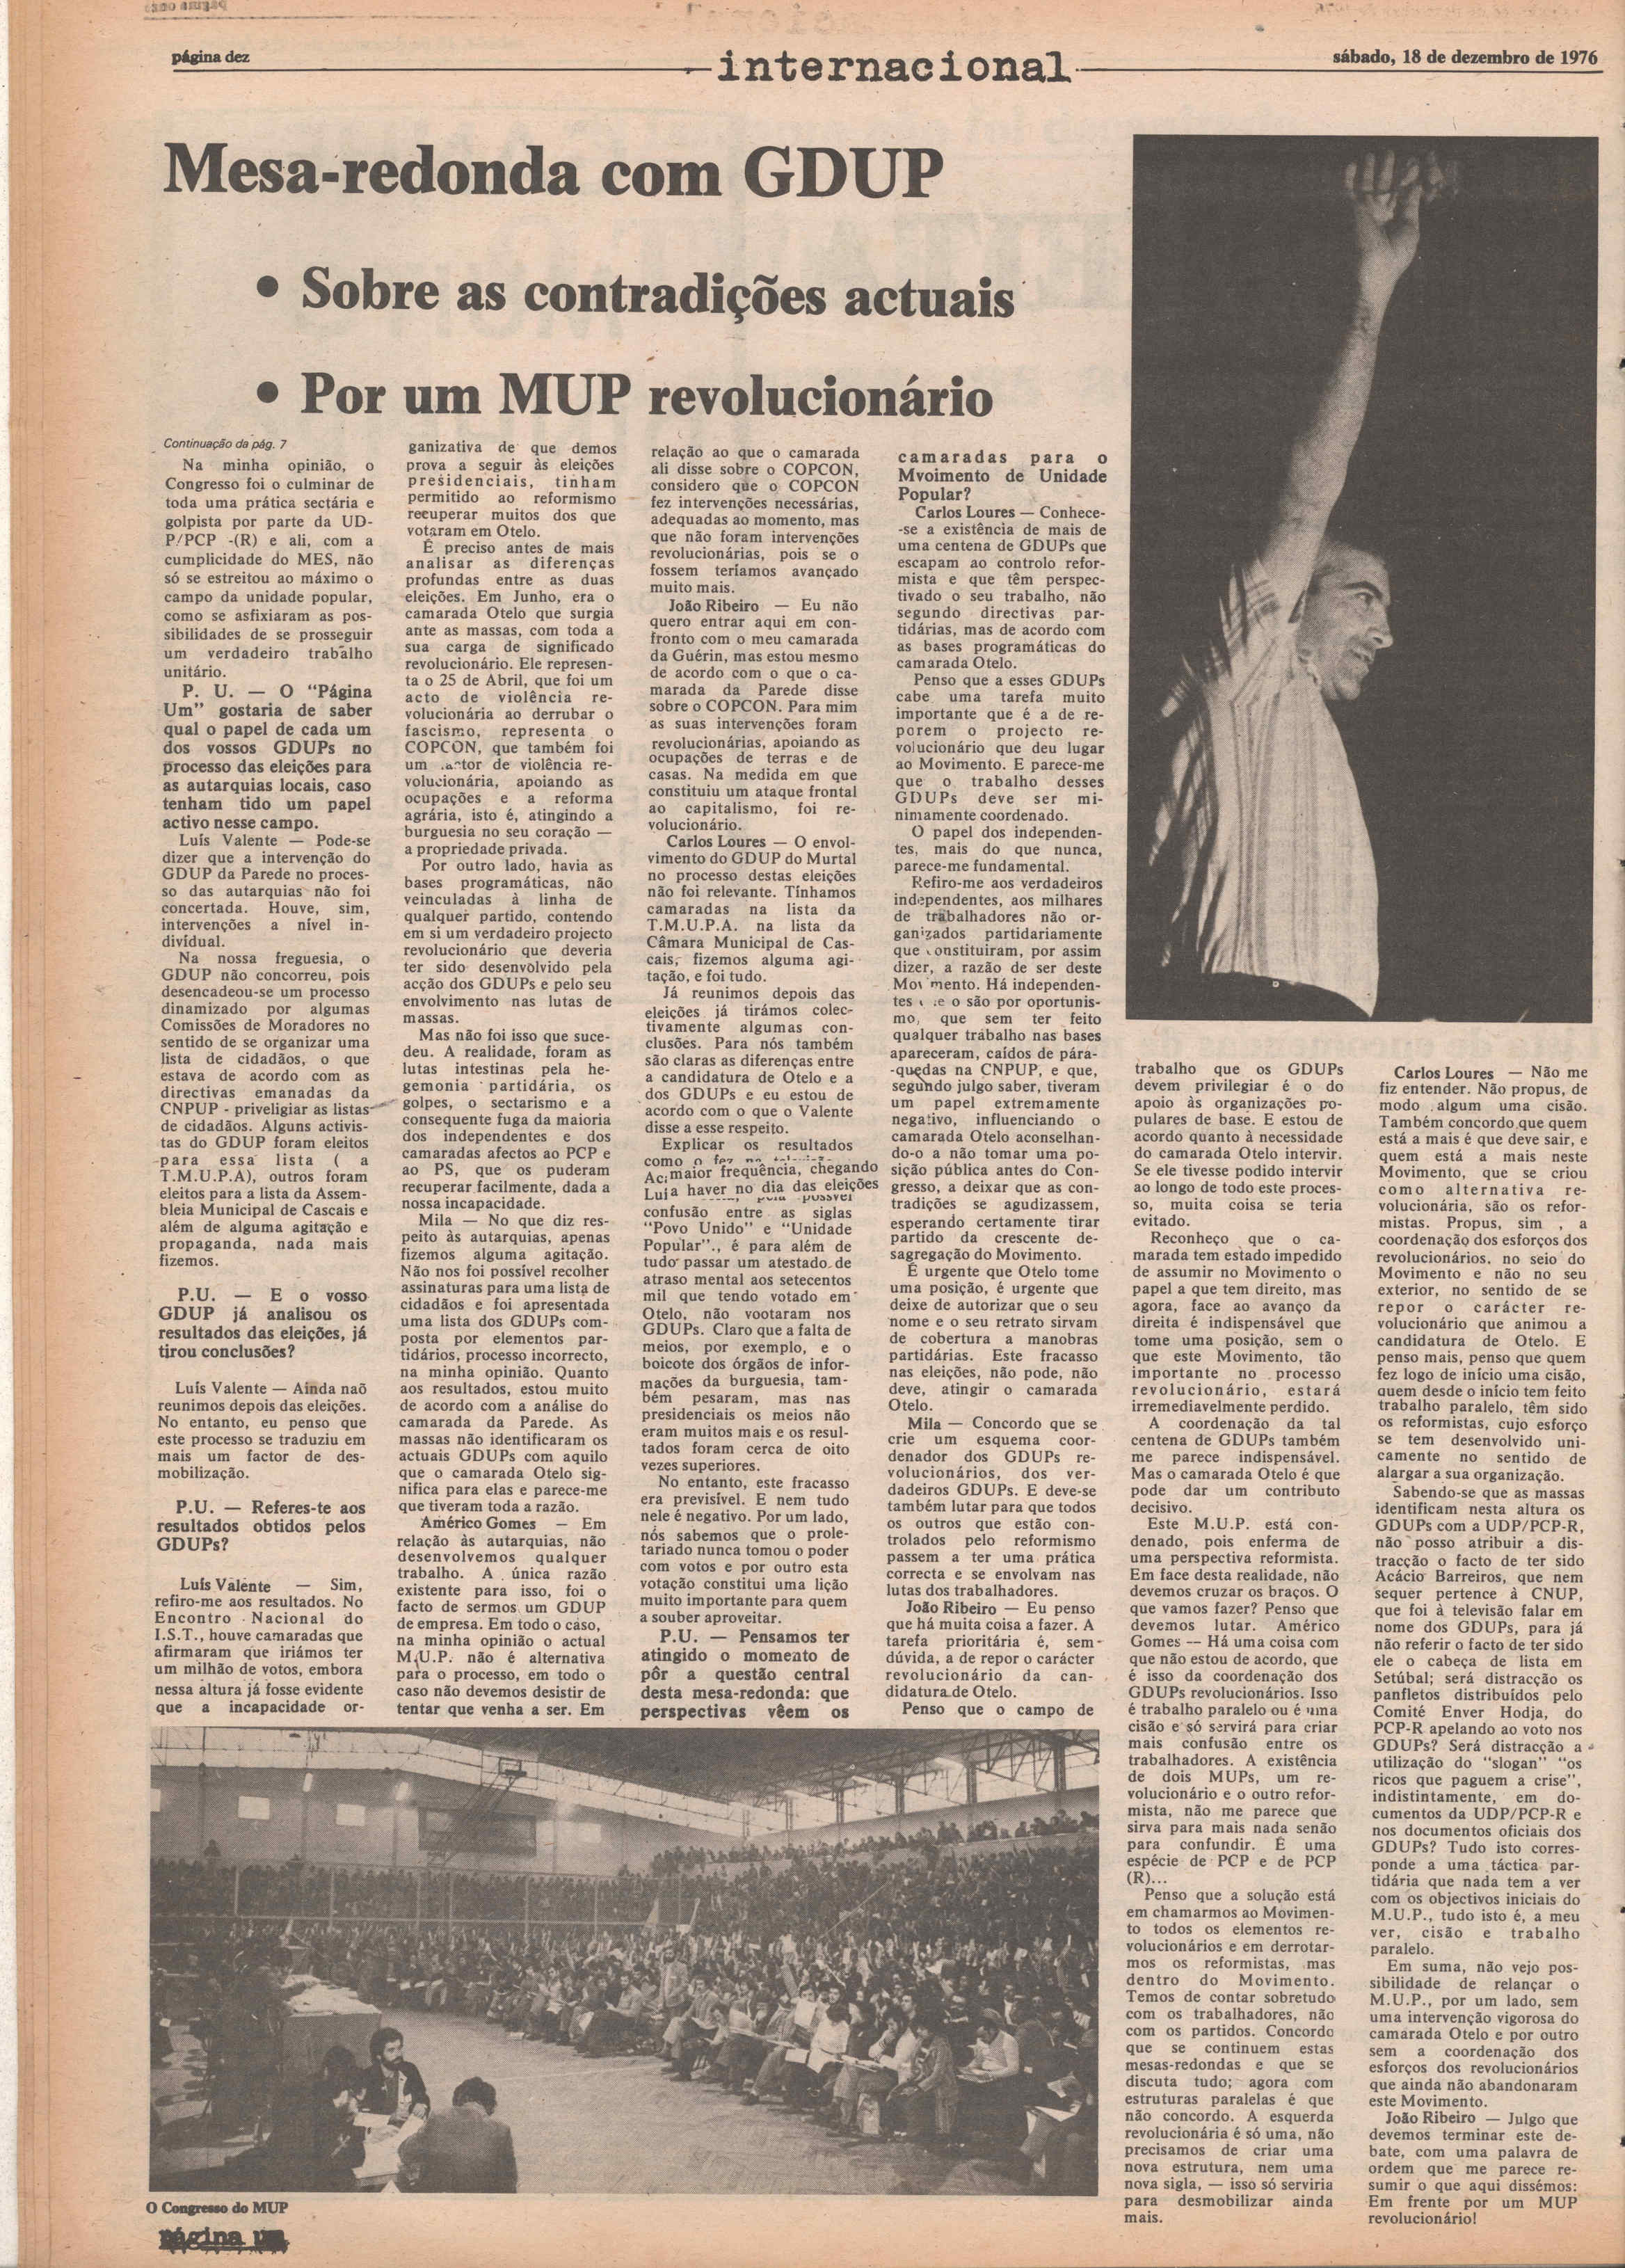 página dez
internacional
sábado, 18 de dezembro de 1976
Mesa-redonda com GDUP
• Sobre as contradições actuais
• Por um MUP revolucionário
Continuação da pág. 7
Na minha opinião, o
Congresso foi o culminar de
toda uma prática sectária e
golpista por parte da UD-
P/PCP -(R) e ali, com a
cumplicidade do MES, não
só se estreitou ao máximo o
campo da unidade popular,
como se asfixiaram as pos-
sibilidades de se prosseguir
um verdadeiro trabalho
unitário.
P. U. — O "Página
Um" gostaria de saber
qual o papel de cada um
dos vossos GDUPs no
processo das eleições para
as autarquias locais, caso
tenham tido um papel
activo nesse campo.
Luís Valente — Pode-se
dizer que a intervenção do
GDUP da Parede no proces-
so das autarquias não foi
concertada. Houve, sim,
intervenções a nível in-
divídual.
Na nossa freguesia, o
GDUP não concorreu, pois
desencadeou-se um processo
dinamizado por algumas
Comissões de Moradores no
sentido de se organizar uma
lista de cidadãos, o que
estava de acordo com as
directivas emanadas da
CNPUP - priveligiar as listas
de cidadãos. Alguns activis-
tas do GDUP foram eleitos
para essa lista ( a
T.M.U.P.A), outros foram
eleitos para a lista da Assem-
bleia Municipal de Cascais e
além de alguma agitação e
propaganda, nada mais
fizemos.
P.U. — E o vosso
GDUP já analisou os
resultados das eleições, já
tirou conclusões?
Luís Valente — Ainda naõ
reunimos depois das eleições.
No entanto, eu penso que
este processo se traduziu em
mais um factor de des-
mobilização.
P.U. — Referes-te aos
resultados obtidos pelos
GDUPs?
Luís Valente — Sim,
refiro-me aos resultados. No
Encontro Nacional do
I.S.T., houve camaradas que
afirmaram que iriámos ter
um milhão de votos, embora
nessa altura já fosse evidente
que a incapacidade or-
ganizativa de que demos
prova a seguir às eleições
presidenciais, tinham
permitido ao reformismo
recuperar muitos dos que
votaram em Otelo.
É preciso antes de mais
analisar as diferenças
profundas entre as duas
eleições. Em Junho, era o
camarada Otelo que surgia
ante as massas, com toda a
sua carga de significado
revolucionário. Ele represen-
ta o 25 de Abril, que foi um
acto de violência re-
volucionária ao derrubar o
fascismo, representa o
COPCON, que também foi
um de violência re-
volucionária, apoiando as
ocupações e a reforma
agrária, isto é, atingindo a
burguesia no seu coração —
a propriedade privada.
Por outro lado, havia as
bases programáticas, não
veinculadas à linha de
qualquer partido, contendo
em si um verdadeiro projecto
revolucionário que deveria
ter sido desenvolvido pela
acção dos GDUPs e pelo seu
envolvimento nas lutas de
massas.
Mas não foi isso que suce-
deu. A realidade, foram as
lutas intestinas pela he-
gemonia partidária, os
golpes, o sectarismo e a
consequente fuga da maioria
dos independentes e dos
camaradas afectos ao PCP e
ao PS, que os puderam
recuperar facilmente, dada a
nossa incapacidade.
Mila — No que diz res-
peito às autarquias, apenas
fizemos alguma agitação.
Não nos foi possível recolher
assinaturas para uma lista de
cidadãos e foi apresentada
uma lista dos GDUPs com-
posta por elementos par-
tidários, processo incorrecto,
na minha opinião. Quanto
aos resultados, estou muito
de acordo com a análise do
camarada da Parede. As
massas não identificaram os
actuais GDUPs com aquilo
que o camarada Otelo sig-
nifica para elas e parece-me
que tiveram toda a razão.
Américo Gomes — Em
relação às autarquias, não
desenvolvemos qualquer
trabalho. A única razão
existente para isso, foi o
facto de sermos um GDUP
de empresa. Em todo o caso,
na minha opinião o actual
M.U.P. não é alternativa
para o processo, em todo o
caso não devemos desistir de
tentar que venha a ser. Em
relação ao que o camarada
ali disse sobre o COPCON,
considero que o COPCON
fez intervenções necessárias,
adequadas ao momento, mas
que não foram intervenções
revolucionárias, pois se o
fossem teríamos avançado
muito mais.
João Ribeiro — Eu não
quero entrar aqui em con-
fronto com o meu camarada
da Guérin, mas estou mesmo
de acordo com o que o ca-
marada da Parede disse
sobre o COPCON. Para mim
as suas intervenções foram
revolucionárias, apoiando as
ocupações de terras e de
casas. Na medida em que
constituiu um ataque frontal
ao capitalismo, foi re-
volucionário.
Carlos Loures — O envol-
vimento do GDUP do Murtal
no processo destas eleições
não foi relevante. Tínhamos
camaradas na lista da
T.M.U.P.A. na lista da
Câmara Municipal de Cas-
cais, fizemos alguma agi-
tação, e foi tudo.
Já reunimos depois das
eleições já tirámos colec-
tivamente algumas con-
clusões. Para nós também
são claras as diferenças entre
a candidatura de Otelo e a
dos GDUPs e eu estou de
acordo com o que o Valente
disse a esse respeito.
Explicar os resultados
como o fez na
maior frequência, chegando
a haver no dia das eleições
confusão entre as siglas
"Povo Unido" e "Unidade
Popular"., é para além de
tudo passar um atestado de
atraso mental aos setecentos
mil que tendo votado em
Otelo, não vootaram nos
GDUPs. Claro que a falta de
meios, por exemplo, e o
boicote dos órgãos de infor-
mações da burguesia, tam-
bém pesaram, mas nas
presidenciais os meios não
eram muitos mais e os resul-
tados foram cerca de oito
vezes superiores.
No entanto, este fracasso
era previsível. E nem tudo
nele é negativo. Por um lado,
nós sabemos que o prole-
tariado nunca tomou o poder
com votos e por outro esta
votação constitui uma lição
muito importante para quem
a souber aproveitar.
P.U. — Pensamos ter
atingido o momento de
pôr a questão central
desta mesa-redonda: que
perspectivas vêem os
camaradas para o
Mvoimento de Unidade
Popular?
Carlos Loures — Conhece-
-se a existência de mais de
uma centena de GDUPs que
escapam ao controlo refor-
mista e que têm perspec-
tivado o seu trabalho, não
segundo directivas par-
tidárias, mas de acordo com
as bases programáticas do
camarada Otelo.
Penso que a esses GDUPs
cabe uma tarefa muito
importante que é a de re-
porem o projecto re-
volucionário que deu lugar
ao Movimento. E parece-me
que o trabalho desses
GDUPs deve ser mi-
nimamente coordenado.
O papel dos independen-
tes, mais do que nunca,
parece-me fundamental.
Refiro-me aos verdadeiros
independentes, aos milhares
de trabalhadores não or-
ganizados partidariamente
que constituiram, por assim
dizer, a razão de ser deste
Movimento. Há independen-
tes que o são por oportunis-
mo, que sem ter feito
qualquer trabalho nas bases
apareceram, caídos de pára-
-quedas na CNPUP, e que,
segundo julgo saber, tiveram
um papel extremamente
negativo, influenciando o
camarada Otelo aconselhan-
do-o a não tomar uma po-
sição pública antes do Con-
gresso, a deixar que as con-
tradições se agudizassem,
esperando certamente tirar
partido da crescente de-
sagregação do Movimento.
É urgente que Otelo tome
uma posição, é urgente que
deixe de autorizar que o seu
nome e o seu retrato sirvam
de cobertura a manobras
partidárias. Este fracasso
nas eleições, não pode, não
deve, atingir o camarada
Otelo.
Mila — Concordo que se
crie um esquema coor-
denador dos GDUPs re-
volucionários, dos ver-
dadeiros GDUPs. E deve-se
também lutar para que todos
os outros que estão con-
trolados pelo reformismo
passem a ter uma prática
correcta e se envolvam nas
lutas dos trabalhadores.
João Ribeiro — Eu penso
que há muita coisa a fazer. A
tarefa prioritária é, sem
dúvida, a de repor o carácter
revolucionário da can-
didatura de Otelo.
Penso que o campo de
trabalho que os GDUPs
devem privilegiar é o do
apoio às organizações po-
pulares de base. E estou de
acordo quanto à necessidade
do camarada Otelo intervir.
Se ele tivesse podido intervir
ao longo de todo este proces-
so, muita coisa se teria
evitado.
Reconheço que o ca-
marada tem estado impedido
de assumir no Movimento o
papel a que tem direito, mas
agora, face ao avanço da
direita é indispensável que
tome uma posição, sem o
que este Movimento, tão
importante no processo
revolucionário, estará
irremediavelmente perdido.
A coordenação da tal
centena de GDUPs também
me parece indispensável.
Mas o camarada Otelo é que
pode dar um contributo
decisivo.
Este M.U.P. está con-
denado, pois enferma de
uma perspectiva reformista.
Em face desta realidade, não
devemos cruzar os braços. O
que vamos fazer? Penso que
devemos lutar. Américo
Gomes — Há uma coisa com
que não estou de acordo, que
é isso da coordenação dos
GDUPs revolucionários. Isso
é trabalho paralelo ou é uma
cisão e só servirá para criar
mais confusão entre os
trabalhadores. A existência
de dois MUPs, um re-
volucionário e o outro refor-
mista, não me parece que
sirva para mais nada senão
para confundir. É uma
espécie de PCP e de PCP
(R)...
Penso que a solução está
em chamarmos ao Movimen-
to todos os elementos re-
volucionários e em derrotar-
mos os reformistas, mas
dentro do Movimento.
Temos de contar sobretudo
com os trabalhadores, não
com os partidos. Concordo
que se continuem estas
mesas-redondas e que se
discuta tudo; agora com
estruturas paralelas é que
não concordo. A esquerda
revolucionária é só uma, não
precisamos de criar uma
nova estrutura, nem uma
nova sigla, — isso só serviria
para desmobilizar ainda
mais.
Carlos Loures — Não me
fiz entender. Não propus, de
modo algum uma cisão.
Também concordo que quem
está a mais é que deve sair, e
quem está a mais neste
Movimento, que se criou
como alternativa re-
volucionária, são os refor-
mistas. Propus, sim , a
coordenação dos esforços dos
revolucionários, no seio do
Movimento e não no seu
exterior, no sentido de se
repor o carácter re-
volucionário que animou a
candidatura de Otelo. E
penso mais, penso que quem
fez logo de início uma cisão,
quem desde o início tem feito
trabalho paralelo, têm sido
os reformistas, cujo esforço
se tem desenvolvido uni-
camente no sentido de
alargar a sua organização.
Sabendo-se que as massas
identificam nesta altura os
GDUPs com a UDP/PCP-R,
não posso atribuir a dis-
tracção o facto de ter sido
Acácio Barreiros, que nem
sequer pertence à CNUP,
que foi à televisão falar em
nome dos GDUPs, para já
não referir o facto de ter sido
ele o cabeça de lista em
Setúbal; será distracção os
panfletos distribuídos pelo
Comité Enver Hodja, do
PCP-R apelando ao voto nos
GDUPs? Será distracção a
utilização do "slogan" "os
ricos que paguem a crise",
indistintamente, em do-
cumentos da UDP/PCP-R e
nos documentos oficiais dos
GDUPs? Tudo isto corres-
ponde a uma táctica par-
tidária que nada tem a ver
com os objectivos iniciais do
M.U.P., tudo isto é, a meu
ver, cisão e trabalho
paralelo.
Em suma, não vejo pos-
sibilidade de relançar o
M.U.P., por um lado, sem
uma intervenção vigorosa do
camarada Otelo e por outro
sem a coordenação dos
esforços dos revolucionários
que ainda não abandonaram
este Movimento.
João Ribeiro — Julgo que
devemos terminar este de-
bate, com uma palavra de
ordem que me parece re-
sumir o que aqui dissémos:
Em frente por um MUP
revolucionário!
O Congresso do MUP
página um